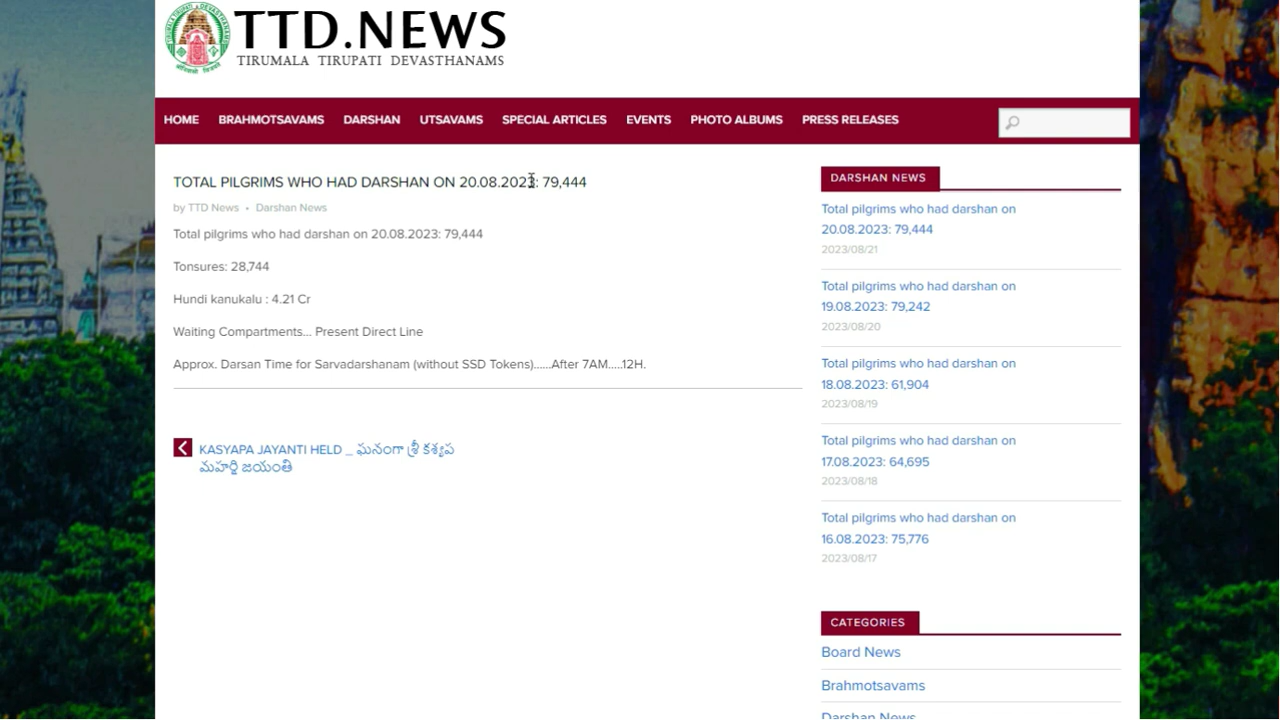 TTD.NEWS
TIRUMALA TIRUPATI DEVASTHANAMS
HOME BRAHMOTSAVAMS DARSHAN UTSAVAMS SPECIAL ARTICLES EVENTS PHOTO ALBUMS PRESS RELEASES
TOTAL PILGRIMS WHO HAD DARSHAN ON 20.08.2023: 79,444
by TTD News • Darshan News
Total pilgrims who had darshan on 20.08.2023: 79,444
Tonsures: 28,744
Hundi kanukalu : 4.21 Cr
Waiting Compartments... Present Direct Line
Approx. Darsan Time for Sarvadarshanam (without SSD Tokens)......After 7AM.....12H.
KASYAPA JAYANTI HELD _ ఘనంగా శ్రీ కశ్యప
మహర్షి జయంతి
DARSHAN NEWS
Total pilgrims who had darshan on
20.08.2023: 79,444
2023/08/21
Total pilgrims who had darshan on
19.08.2023: 79,242
2023/08/20
Total pilgrims who had darshan on
18.08.2023: 61,904
2023/08/19
Total pilgrims who had darshan on
17.08.2023: 64,695
2023/08/18
Total pilgrims who had darshan on
16.08.2023: 75,776
2023/08/17
CATEGORIES
Board News
Brahmotsavams
Darshan News